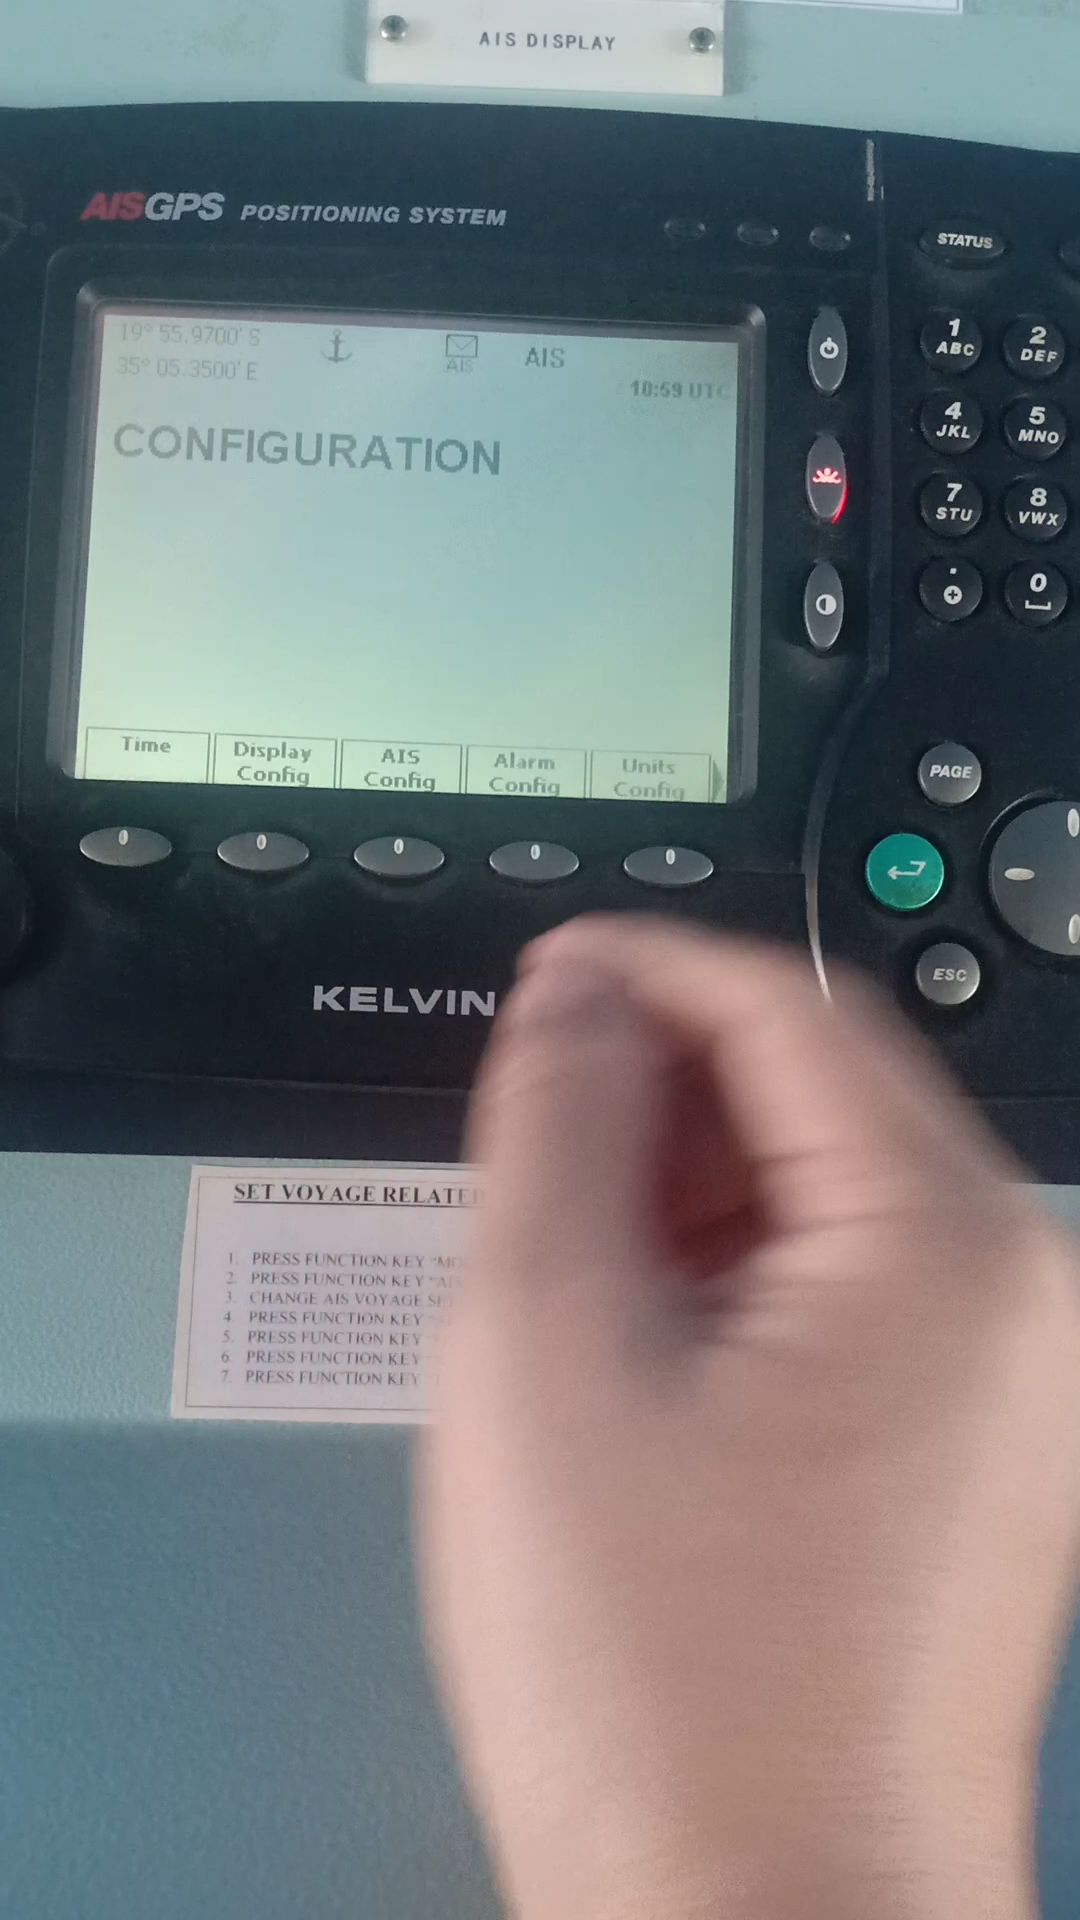 AIS DISPLAY
AISGPS POSITIONING SYSTEM
STATUS
19° 55.9700' S
35° 05.3500' E
AIS
AIS
10:59 UTC
CONFIGURATION
1 ABC
2 DEF
4 JKL
5 MNO
7 STU
8 VWX
0
Time
Display Config
AIS Config
Alarm Config
Units Config
PAGE
ESC
KELVIN
SET VOYAGE RELATED
1. PRESS FUNCTION KEY "MO
2. PRESS FUNCTION KEY "AI
3. CHANGE AIS VOYAGE SE
4. PRESS FUNCTION KEY
5. PRESS FUNCTION KEY
6. PRESS FUNCTION KEY
7. PRESS FUNCTION KEY